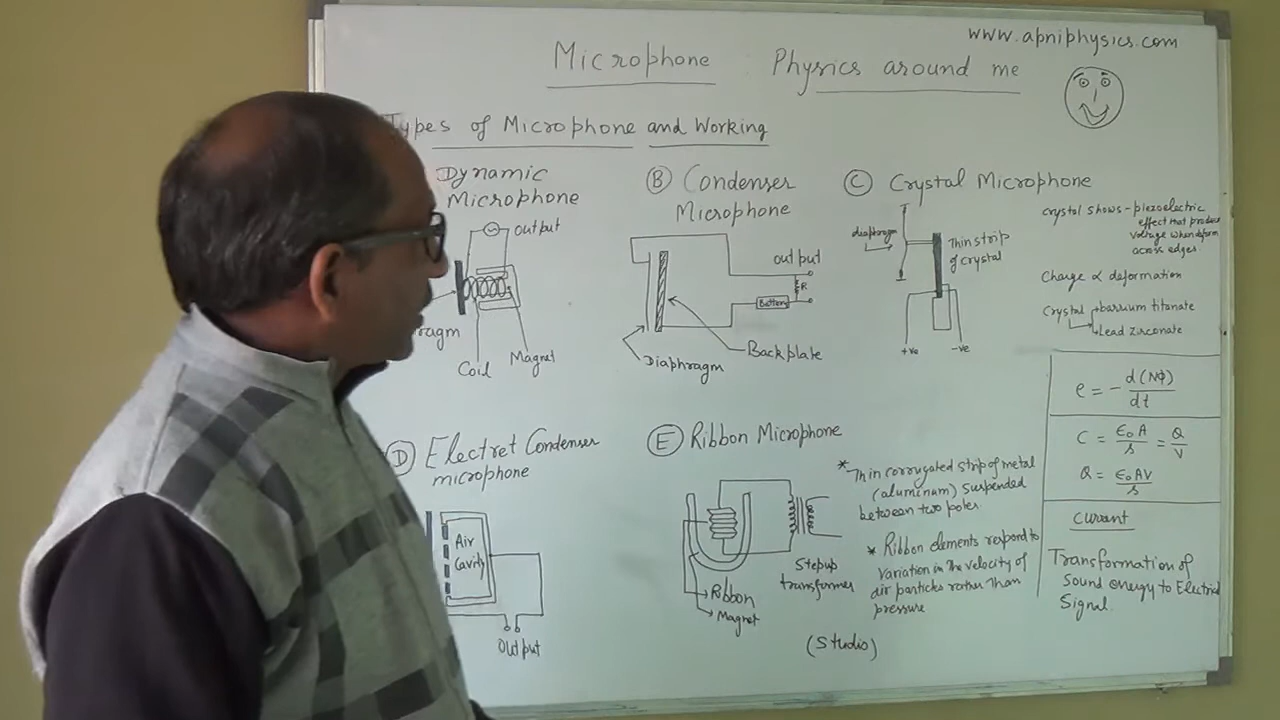 www.apniphysics.com
Microphone Physics around me
Types of Microphone and Working
Dynamic
Microphone
output
ragm
Coil
Magnet
B Condenser
Microphone
output
R
Battery
Back plate
Diaphragm
C Crystal Microphone
diaphragm
Thin strip
of crystal
+ve
-ve
Crystal shows - piezoelectric
effect that produce
voltage when deform
across edges
Charge ∝ deformation
Crystal barium titanate
Lead zirconate
e = - d(Nϕ)/dt
C = ε₀A/s = Q/V
Q = ε₀AV/s
Currant
Transformation of
Sound energy to Electrical
Signal.
D Electret Condenser
microphone
Air
Cavity
Output
E Ribbon Microphone
Ribbon
Magnet
Stepup
transformer
* Thin corrugated strip of metal
(aluminum) suspended
between two poles
* Ribbon elements respond to
variation in the velocity of
air particles rather than
pressure
(Studio)